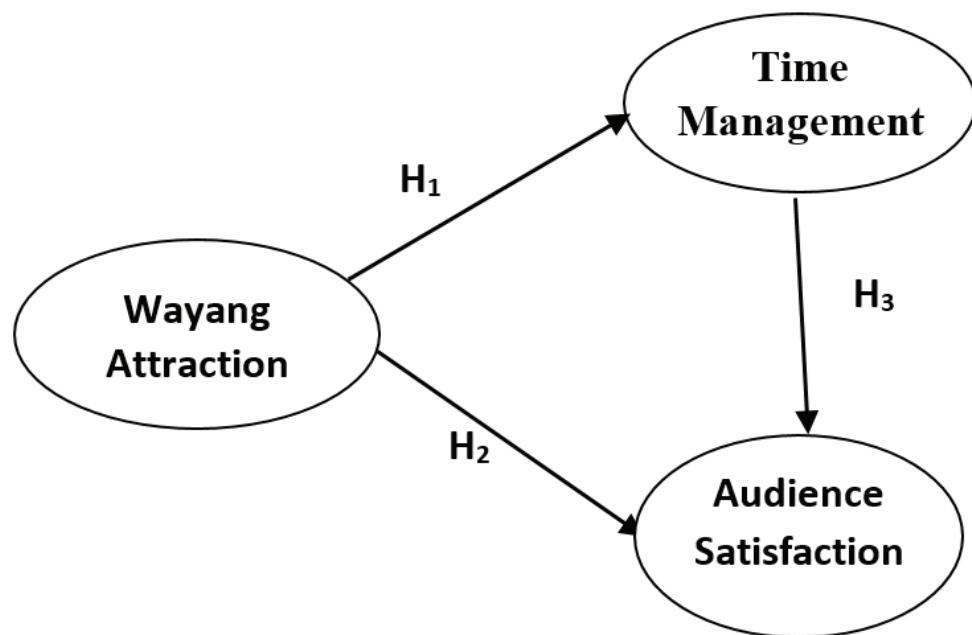 Time
Management
H₁
Wayang
Attraction
H₃
H₂
Audience
Satisfaction